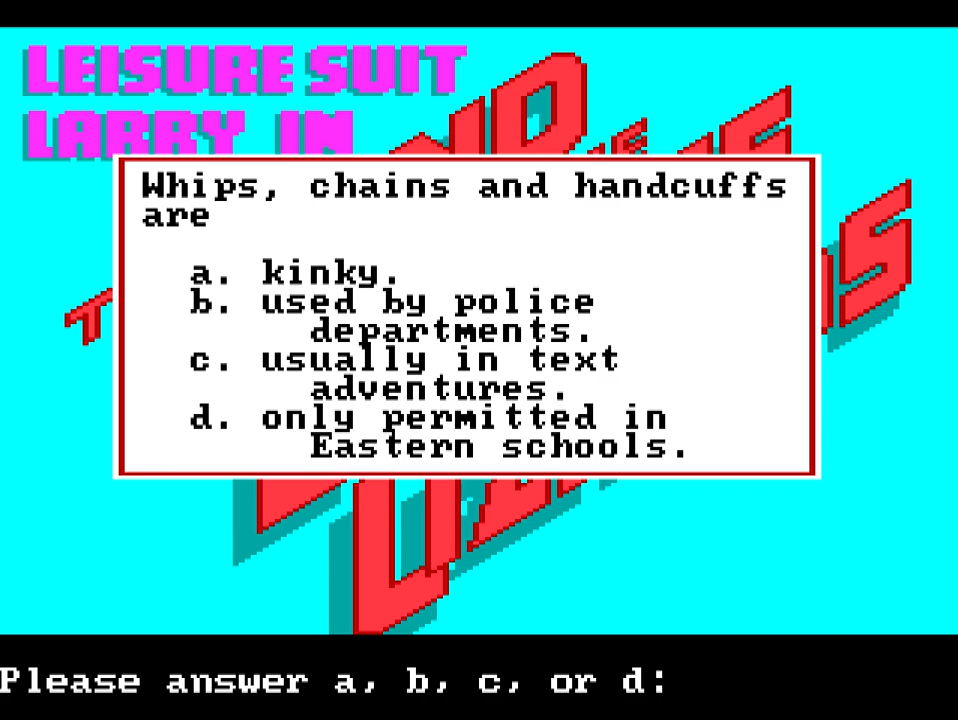 LEISURE SUIT
LARRY IN
Whips, chains and handcuffs
are
a. kinky.
b. used by police
departments.
c. usually in text
adventures.
d. only permitted in
Eastern schools.
Please answer a, b, c, or d: